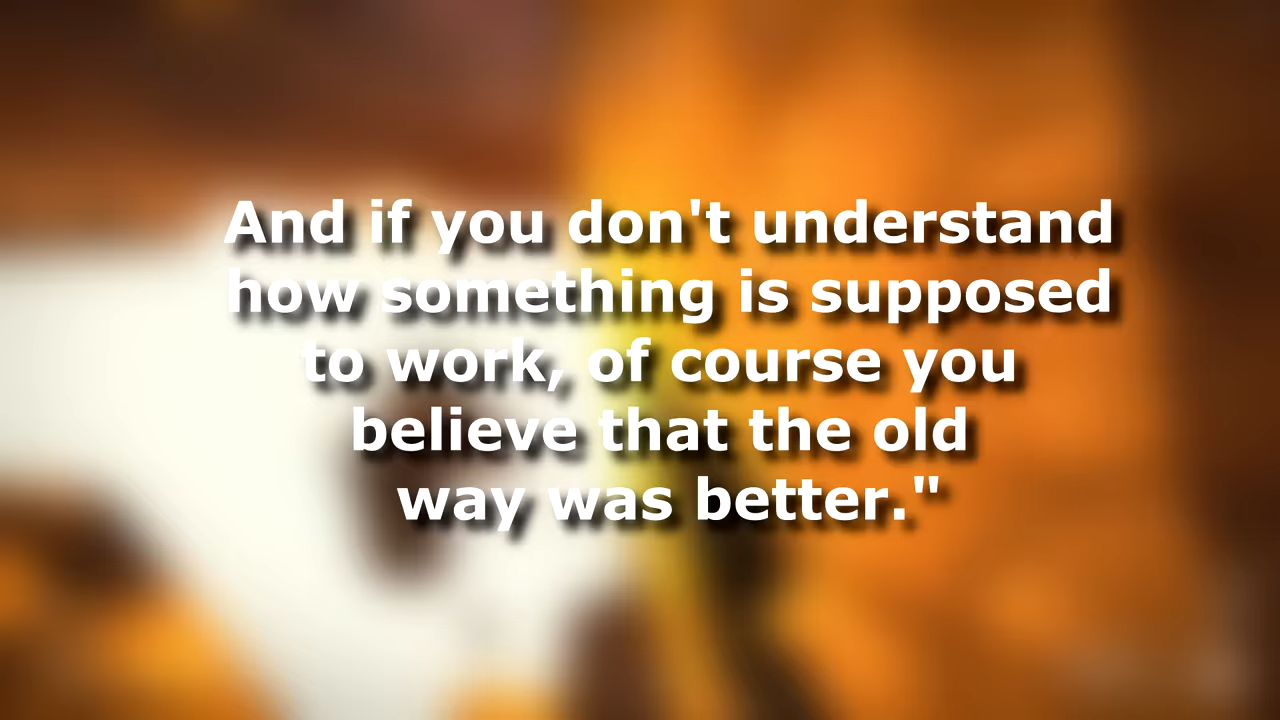 And if you don't understand
how something is supposed
to work, of course you
believe that the old
way was better."